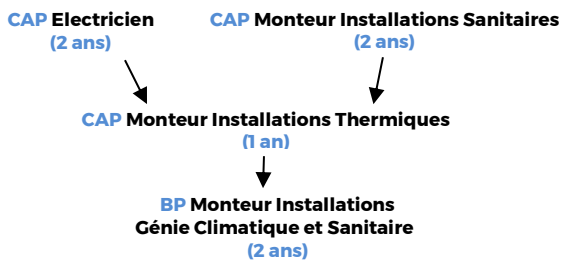 CAP Electricien
(2 ans)
CAP Monteur Installations Sanitaires
(2 ans)
CAP Monteur Installations Thermiques
(1 an)
BP Monteur Installations
Génie Climatique et Sanitaire
(2 ans)